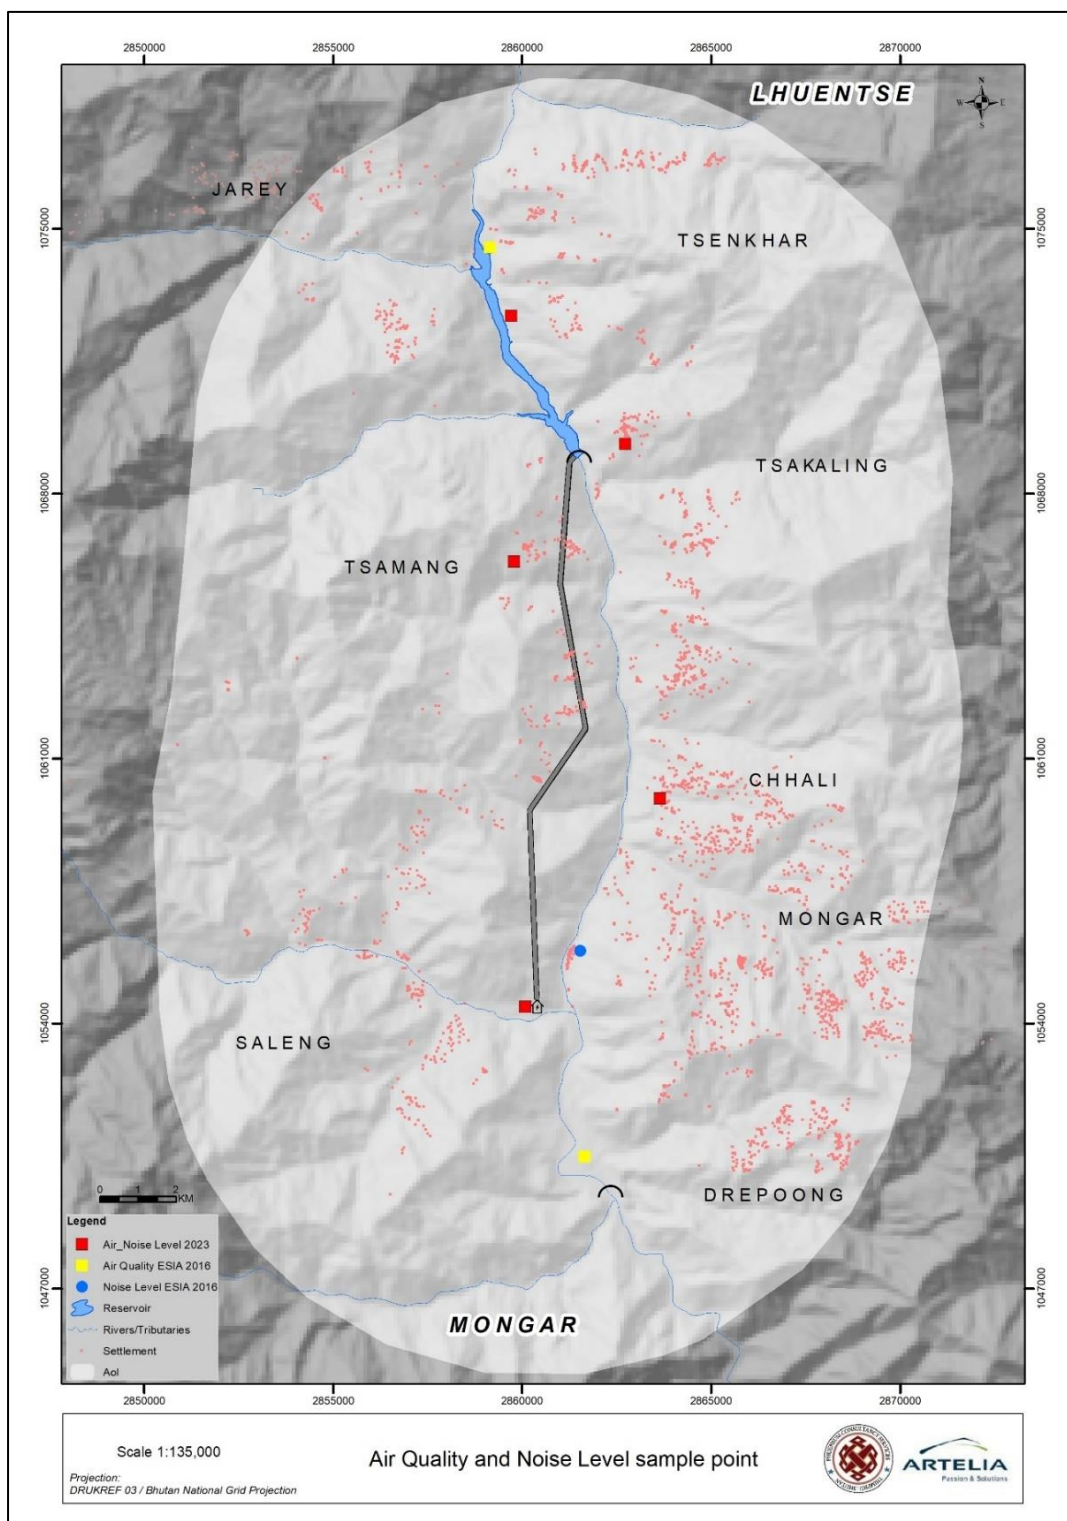 2850000 2855000 2860000 2865000 2870000
LHUENTSE
N
W E
S
JAREY
1075000
1075000
TSENKHAR
TSAKALING
1068000
1068000
TSAMANG
1061000
1061000
CHHALI
MONGAR
1054000
1054000
SALENG
DREPOONG
0 1 2
KM
Legend
Air_Noise Level 2023
Air Quality ESIA 2016
Noise Level ESIA 2016
Reservoir
Rivers/Tributaries
Settlement
AoI
1047000
1047000
MONGAR
2850000 2855000 2860000 2865000 2870000
Scale 1:135,000
Projection:
DRUKREF 03 / Bhutan National Grid Projection
Air Quality and Noise Level sample point
ARTELIA
Passion & Solutions